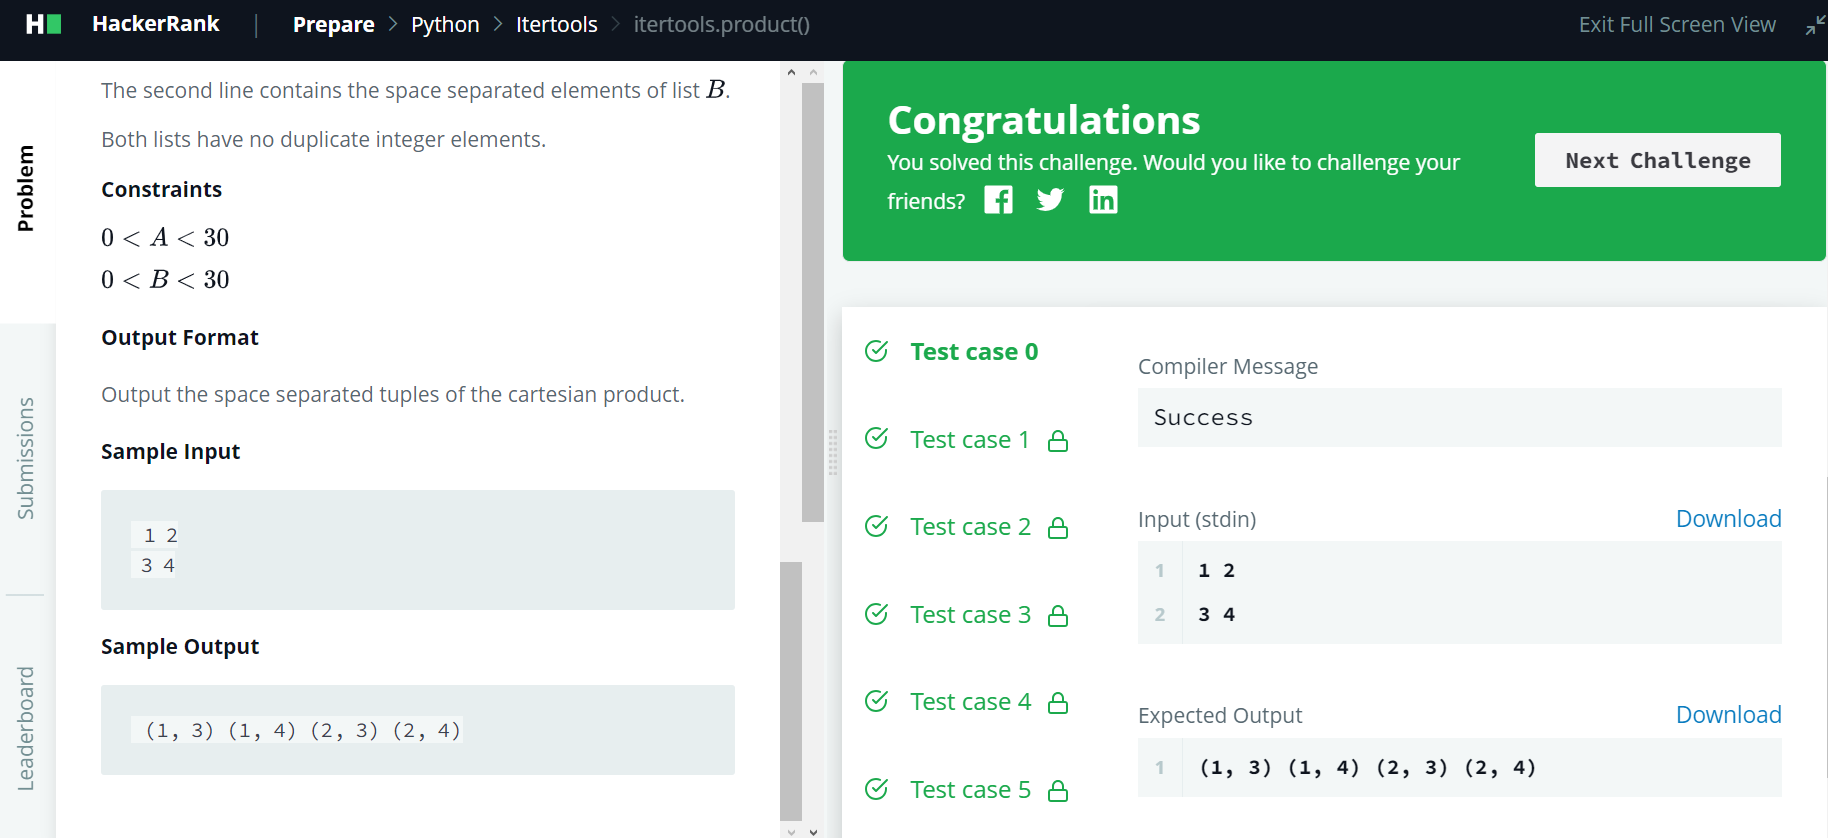 HackerRank | Prepare > Python > Itertools > itertools.product() Exit Full Screen View
Problem
Submissions
Leaderboard
The second line contains the space separated elements of list B.
Both lists have no duplicate integer elements.
Constraints
0 < A < 30
0 < B < 30
Output Format
Output the space separated tuples of the cartesian product.
Sample Input
1 2
3 4
Sample Output
(1, 3) (1, 4) (2, 3) (2, 4)
Congratulations
You solved this challenge. Would you like to challenge your
friends?
Next Challenge
Test case 0
Test case 1
Test case 2
Test case 3
Test case 4
Test case 5
Compiler Message
Success
Input (stdin) Download
1 1 2
2 3 4
Expected Output Download
1 (1, 3) (1, 4) (2, 3) (2, 4)